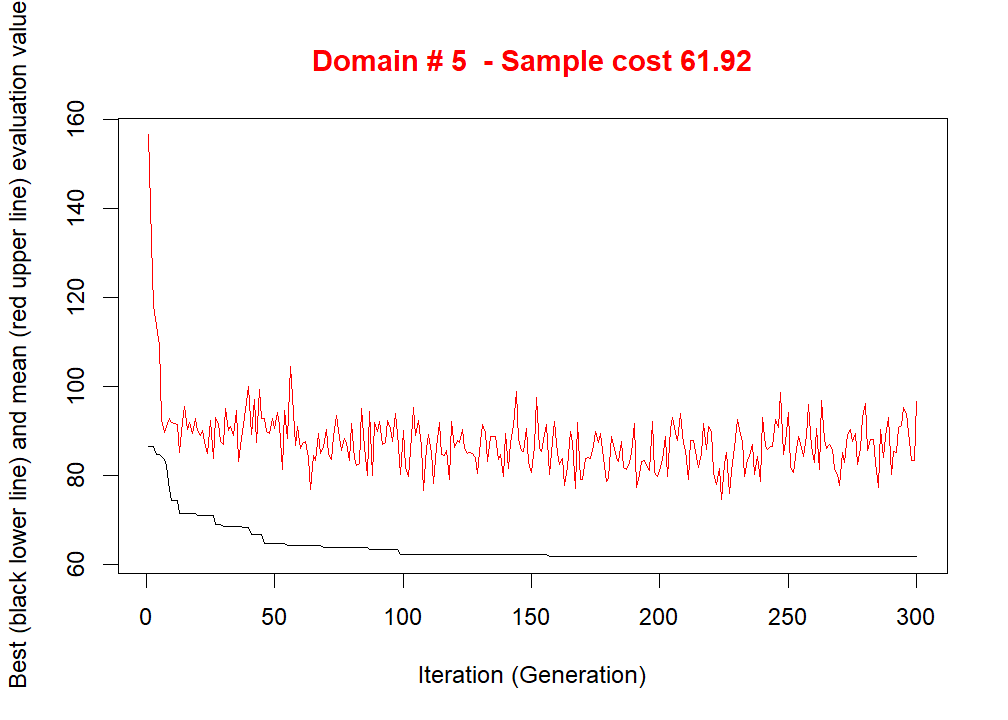 Domain # 5  - Sample cost 61.92
Best (black lower line) and mean (red upper line) evaluation value
160
140
120
100
80
60
0 50 100 150 200 250 300
Iteration (Generation)